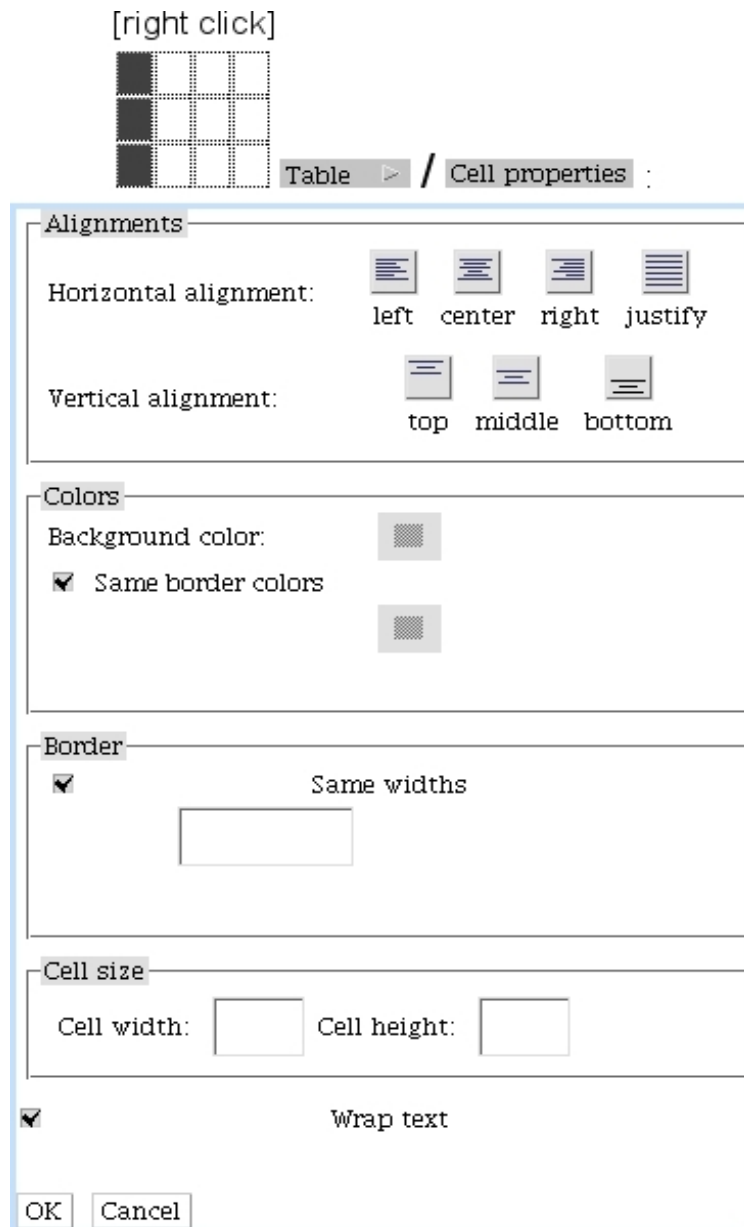 [right click]
Table / Cell properties :
Alignments
Horizontal alignment:
left center right justify
Vertical alignment:
top middle bottom
Colors
Background color:
Same border colors
Border
Same widths
Cell size
Cell width: Cell height:
Wrap text
OK Cancel